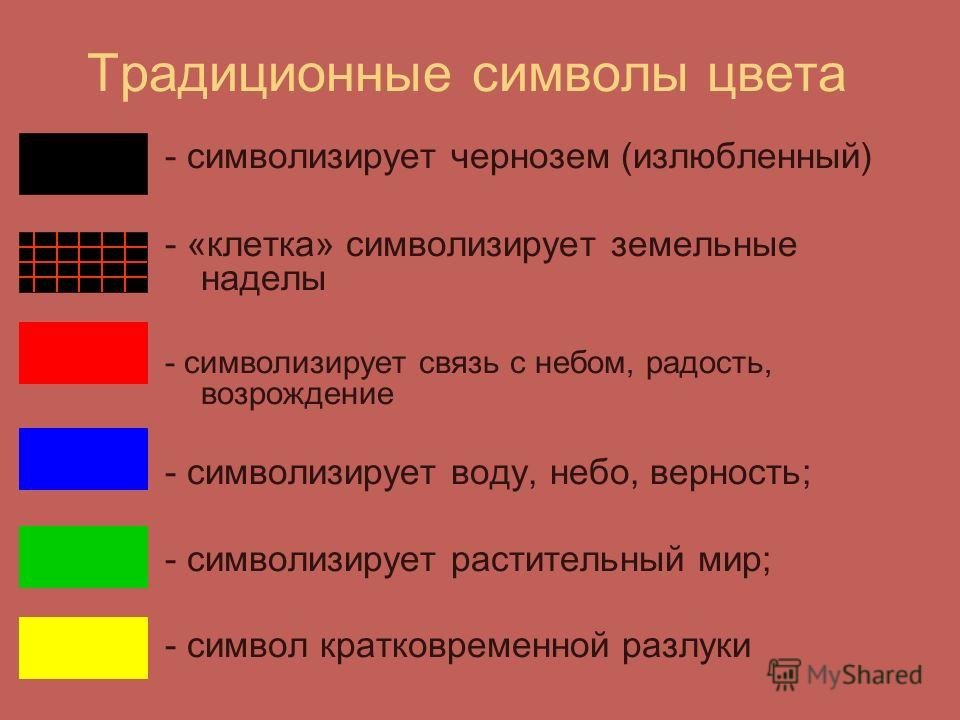 Традиционные символы цвета
- символизирует чернозем (излюбленный)
- «клетка» символизирует земельные
наделы
- символизирует связь с небом, радость,
возрождение
- символизирует воду, небо, верность;
- символизирует растительный мир;
- символ кратковременной разлуки
MyShared